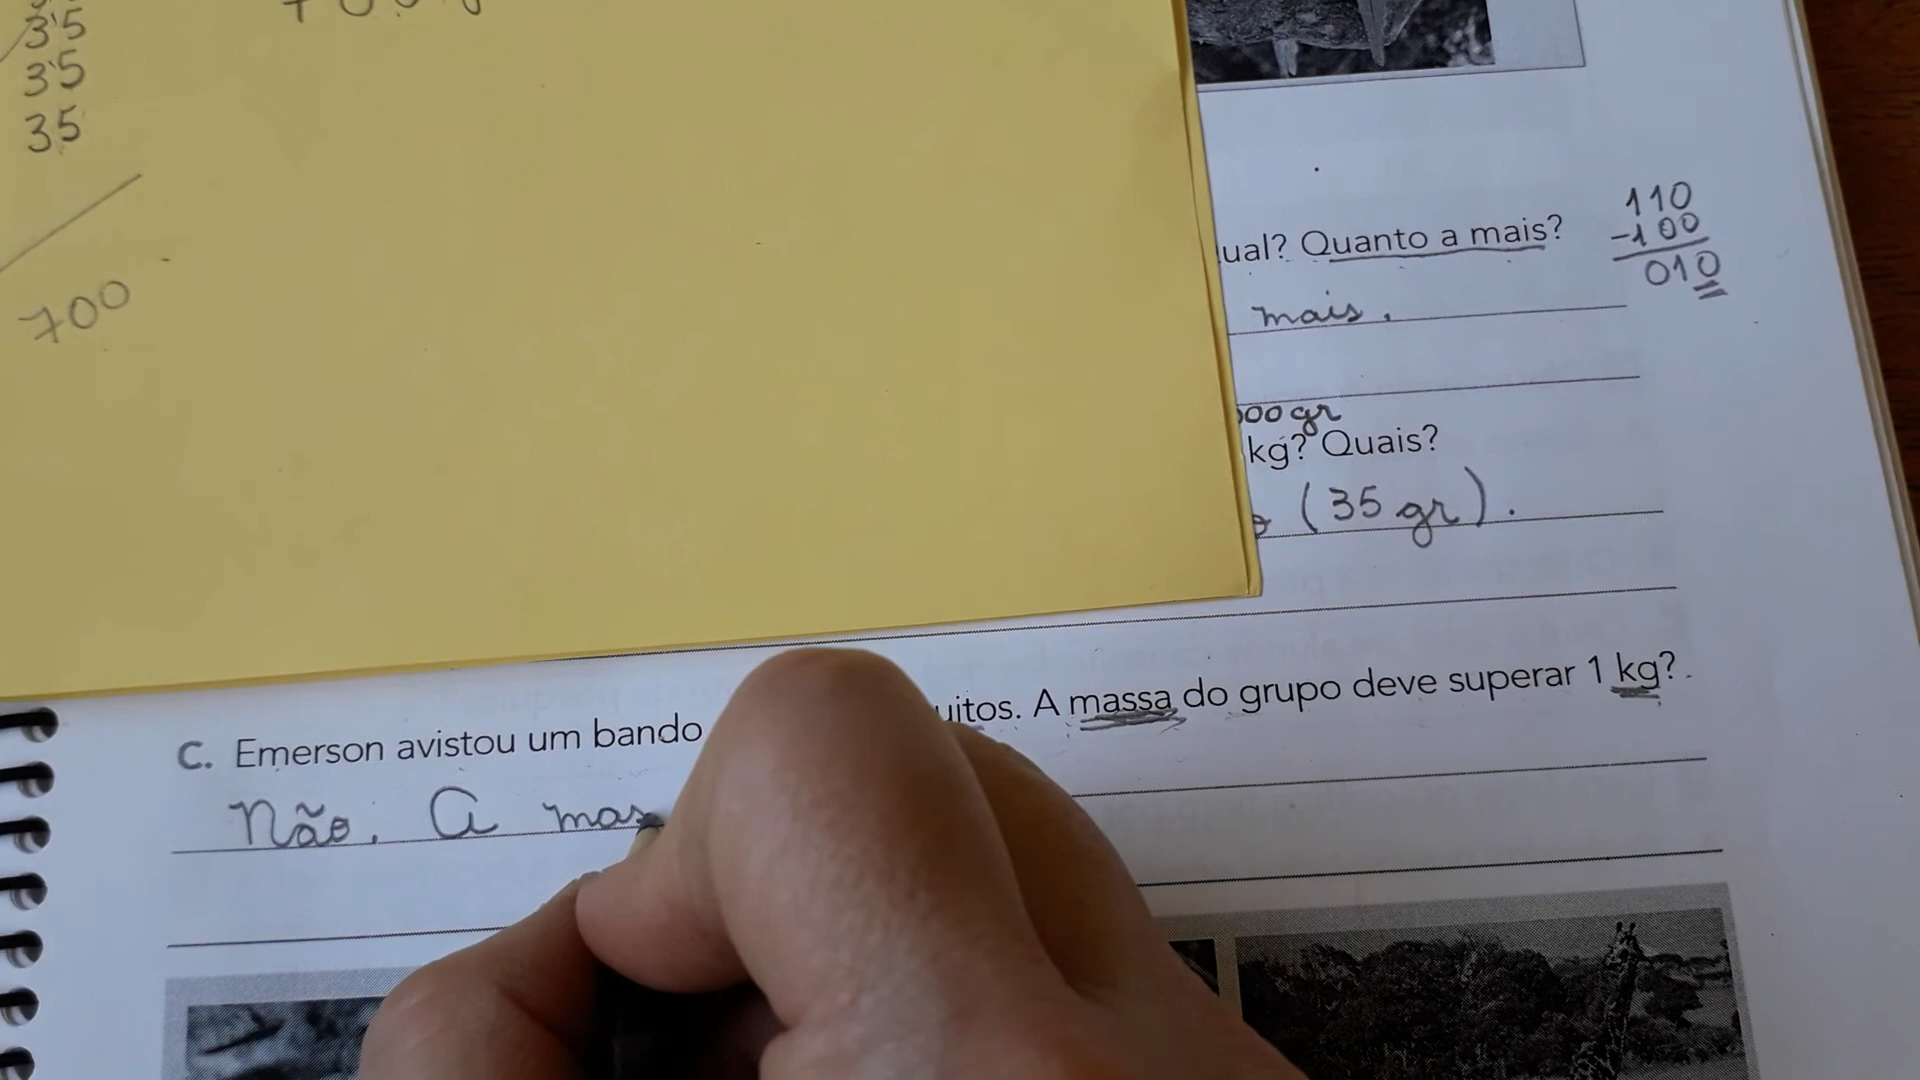 35
35
35
700
110
-100
010
ual? Quanto a mais?
mais.
000 gr
kg? Quais?
(35 gr).
C. Emerson avistou um bando uitos. A massa do grupo deve superar 1 kg?
Não. A mas